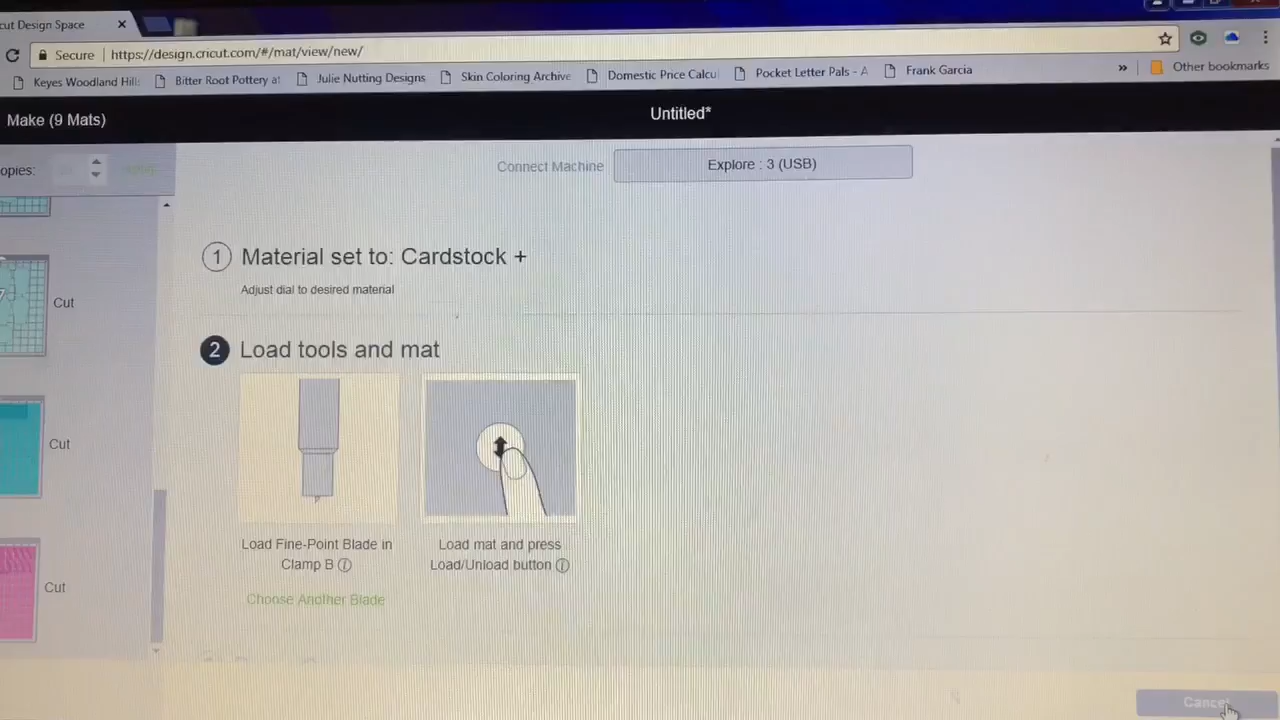 cut Design Space
Secure https://design.cricut.com/#/mat/view/new/
Keyes Woodland Hill Bitter Root Pottery at Julie Nutting Designs Skin Coloring Archive Domestic Price Calcu Pocket Letter Pals - A Frank Garcia » Other bookmarks
Make (9 Mats) Untitled*
opies:
Connect Machine Explore : 3 (USB)
1 Material set to: Cardstock +
Adjust dial to desired material
Cut
2 Load tools and mat
Cut
Load Fine-Point Blade in
Clamp B
Load mat and press
Load/Unload button
Cut
Choose Another Blade
Cancel